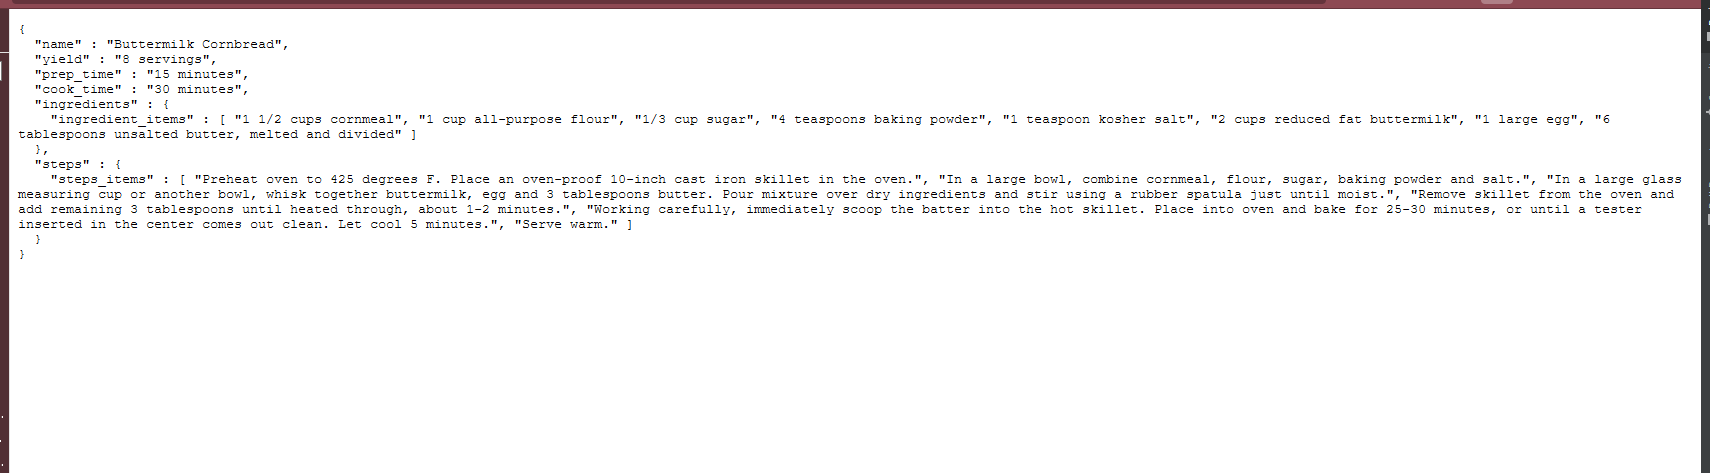 {
  "name" : "Buttermilk Cornbread",
  "yield" : "8 servings",
  "prep_time" : "15 minutes",
  "cook_time" : "30 minutes",
  "ingredients" : {
    "ingredient_items" : [ "1 1/2 cups cornmeal", "1 cup all-purpose flour", "1/3 cup sugar", "4 teaspoons baking powder", "1 teaspoon kosher salt", "2 cups reduced fat buttermilk", "1 large egg", "6
tablespoons unsalted butter, melted and divided" ]
  },
  "steps" : {
    "steps_items" : [ "Preheat oven to 425 degrees F. Place an oven-proof 10-inch cast iron skillet in the oven.", "In a large bowl, combine cornmeal, flour, sugar, baking powder and salt.", "In a large glass
measuring cup or another bowl, whisk together buttermilk, egg and 3 tablespoons butter. Pour mixture over dry ingredients and stir using a rubber spatula just until moist.", "Remove skillet from the oven and
add remaining 3 tablespoons until heated through, about 1-2 minutes.", "Working carefully, immediately scoop the batter into the hot skillet. Place into oven and bake for 25-30 minutes, or until a tester
inserted in the center comes out clean. Let cool 5 minutes.", "Serve warm." ]
  }
}